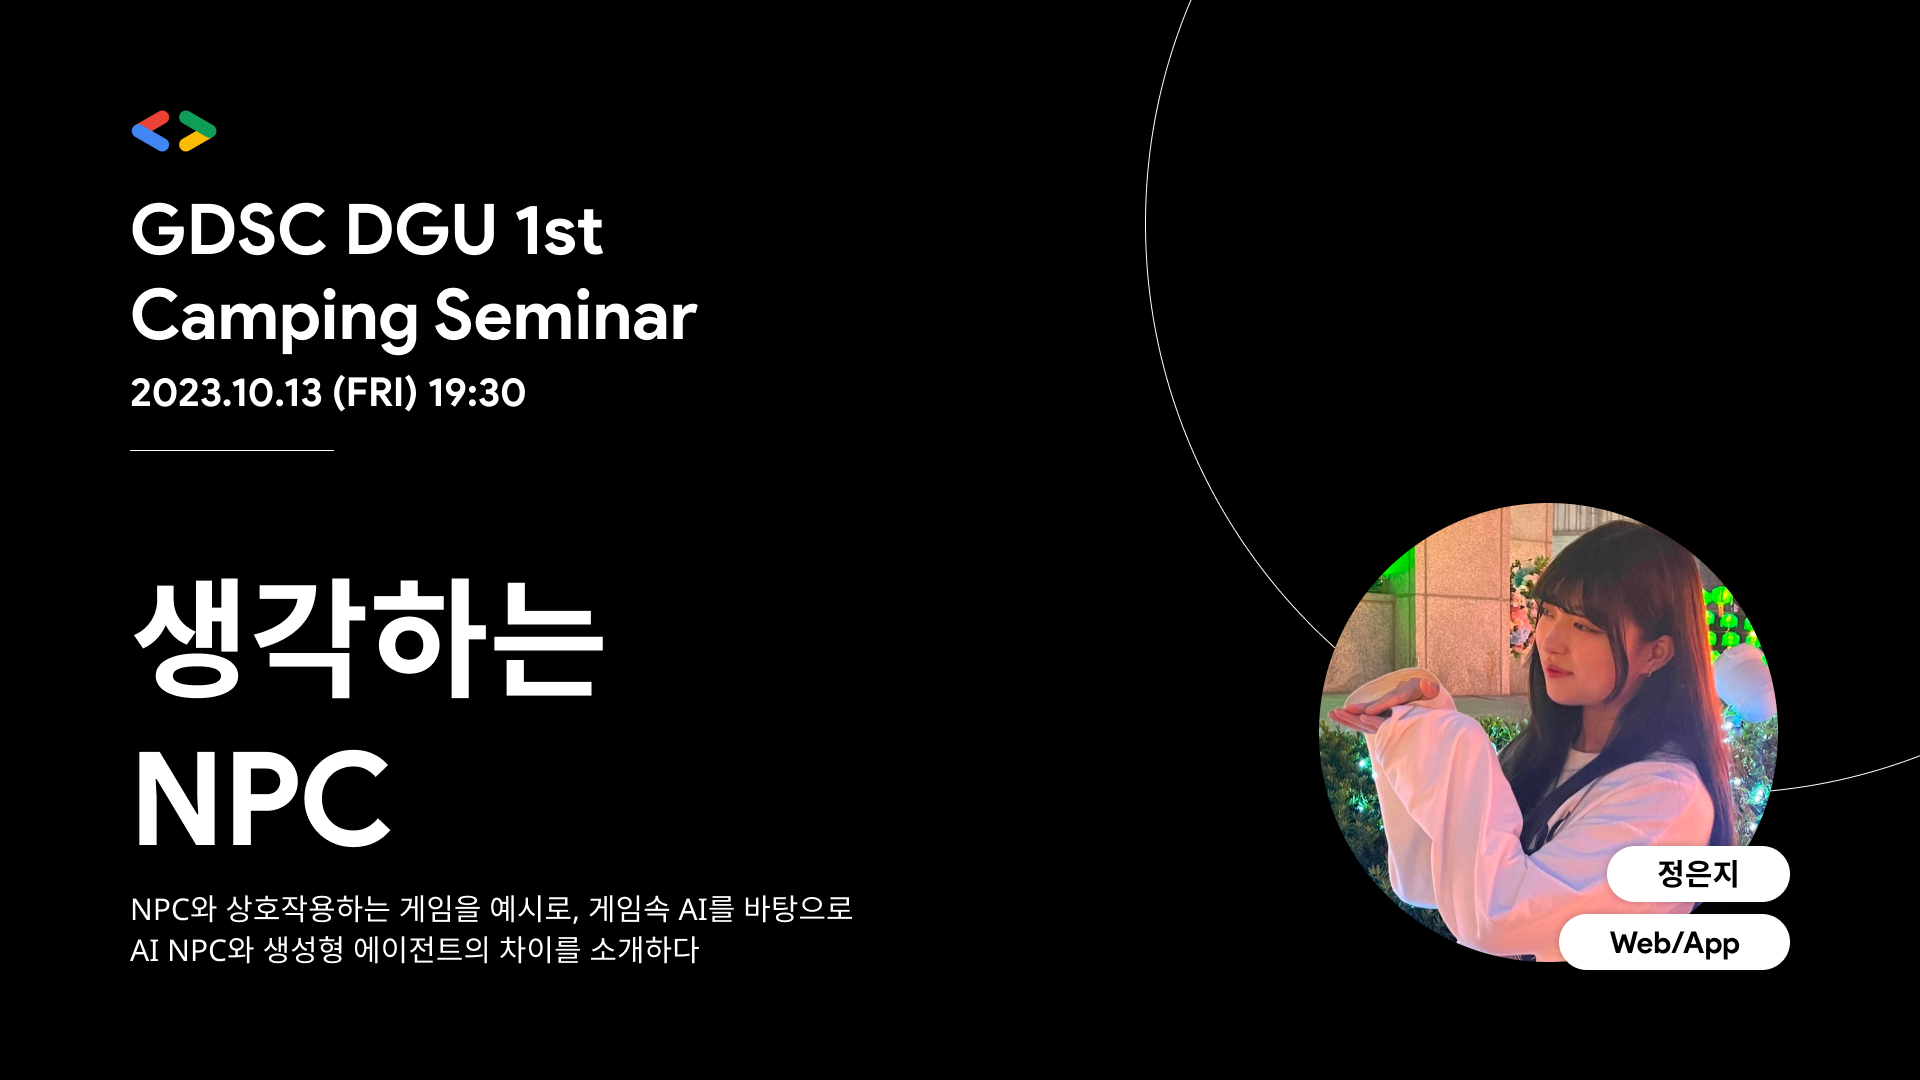 GDSC DGU 1st
Camping Seminar
2023.10.13 (FRI) 19:30
생각하는
NPC
NPC와 상호작용하는 게임을 예시로, 게임속 AI를 바탕으로
AI NPC와 생성형 에이전트의 차이를 소개하다
정은지
Web/App